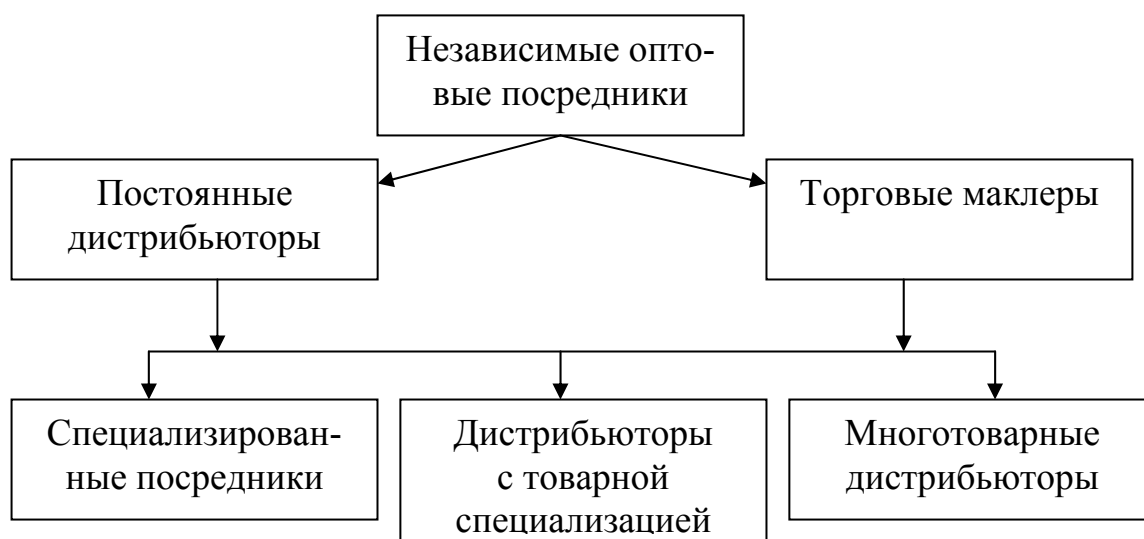 Независимые опто-
вые посредники
Постоянные
дистрибьюторы
Торговые маклеры
Специализирован-
ные посредники
Дистрибьюторы
с товарной
специализацией
Многотоварные
дистрибьюторы